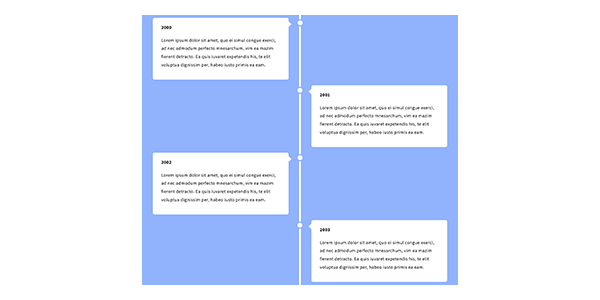 2000
Lorem ipsum dolor sit amet, quo ei simul congue exerci,
ad nec admodum perfecto mnesarchum, vim ea mazim
fierent detracto. Ea quis iuvaret expetendis his, te elit
voluptua dignissim per, habeo iusto primis ea eam.
2001
Lorem ipsum dolor sit amet, quo ei simul congue exerci,
ad nec admodum perfecto mnesarchum, vim ea mazim
fierent detracto. Ea quis iuvaret expetendis his, te elit
voluptua dignissim per, habeo iusto primis ea eam.
2002
Lorem ipsum dolor sit amet, quo ei simul congue exerci,
ad nec admodum perfecto mnesarchum, vim ea mazim
fierent detracto. Ea quis iuvaret expetendis his, te elit
voluptua dignissim per, habeo iusto primis ea eam.
2003
Lorem ipsum dolor sit amet, quo ei simul congue exerci,
ad nec admodum perfecto mnesarchum, vim ea mazim
fierent detracto. Ea quis iuvaret expetendis his, te elit
voluptua dignissim per, habeo iusto primis ea eam.